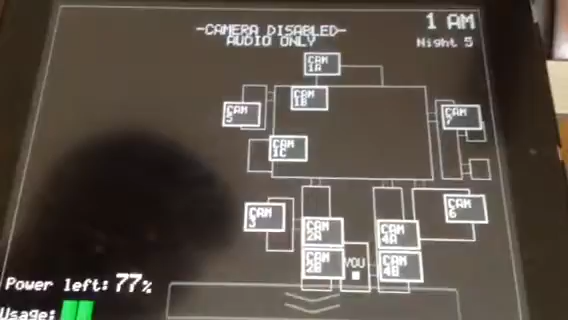 -CAMERA DISABLED-
AUDIO ONLY
1 AM
Night 5
CAM
1A
CAM
1B
CAM
5
CAM
7
CAM
1C
CAM
3
CAM
6
CAM
2A
CAM
4A
CAM
2B
YOU
CAM
4B
Power left: 77%
Usage: